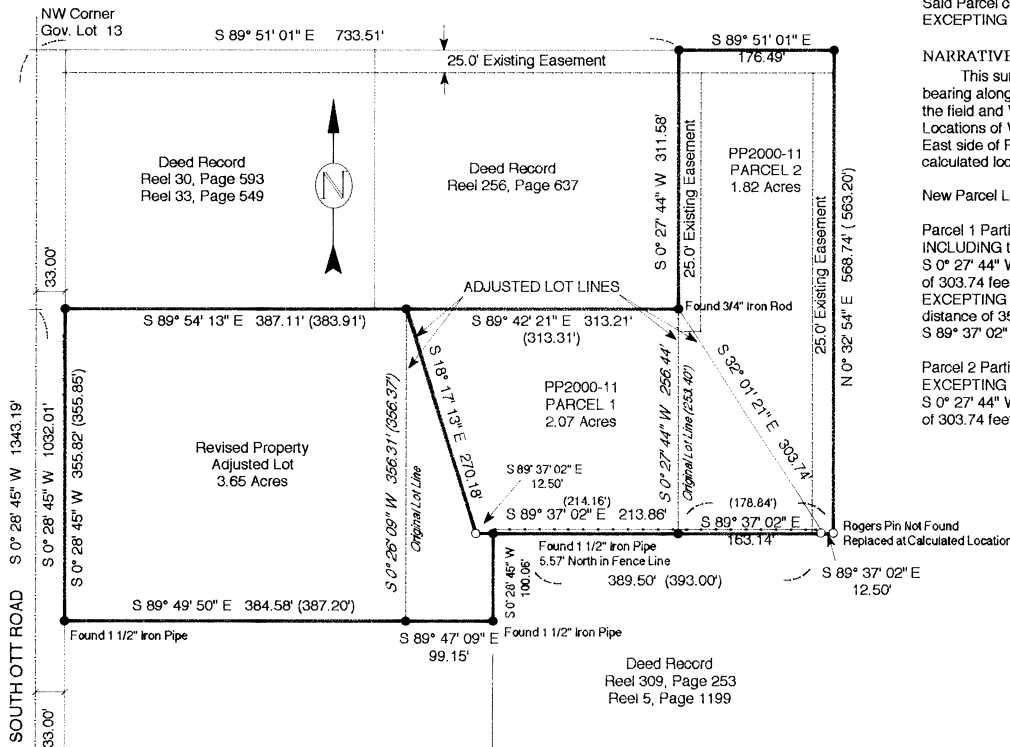 NW Corner
Gov. Lot 13
S 89° 51' 01" E 733.51'
25.0' Existing Easement
S 89° 51' 01" E
176.49'
Deed Record
Reel 30, Page 593
Reel 33, Page 549
N
Deed Record
Reel 256, Page 637
S 0° 27' 44" W 311.58'
25.0' Existing Easement
PP2000-11
PARCEL 2
1.82 Acres
25.0' Existing Easement
N 0° 32' 54" E 568.74' ( 563.20')
33.00'
ADJUSTED LOT LINES
Found 3/4" Iron Rod
S 89° 54' 13" E 387.11' (383.91')
S 89° 42' 21" E 313.21'
(313.31')
S 0° 28' 45" W 1343.19'
S 0° 28' 45" W 1032.01'
S 0° 28' 45" W 355.82' (355.85')
Revised Property
Adjusted Lot
3.65 Acres
S 0° 26' 09" W 356.31' (356.37')
Original Lot Line
S 18° 17' 13" E 270.18'
PP2000-11
PARCEL 1
2.07 Acres
S 0° 27' 44" W 256.44'
Original Lot Line (253.40')
S 32° 01' 21" E 303.74'
S 89° 37' 02" E
12.50'
(214.16')
S 89° 37' 02" E 213.86'
(178.84')
S 89° 37' 02" E
163.14'
Rogers Pin Not Found
Replaced at Calculated Location
Found 1 1/2" Iron Pipe
5.57' North in Fence Line
389.50' (393.00')
S 89° 37' 02" E
12.50'
S 0° 28' 45" W
100.06'
S 89° 49' 50" E 384.58' (387.20')
Found 1 1/2" Iron Pipe
S 89° 47' 09" E
99.15'
Found 1 1/2" Iron Pipe
SOUTH OTT ROAD
33.00'
Deed Record
Reel 309, Page 253
Reel 5, Page 1199
Said Parcel c
EXCEPTING
NARRATIVE
This su
bearing along
the field and
Locations of
East side of
calculated loc
New Parcel L
Parcel 1 Parti
INCLUDING t
S 0° 27' 44" W
of 303.74 fee
EXCEPTING
distance of 35
S 89° 37' 02"
Parcel 2 Parti
EXCEPTING
S 0° 27' 44" W
of 303.74 fee